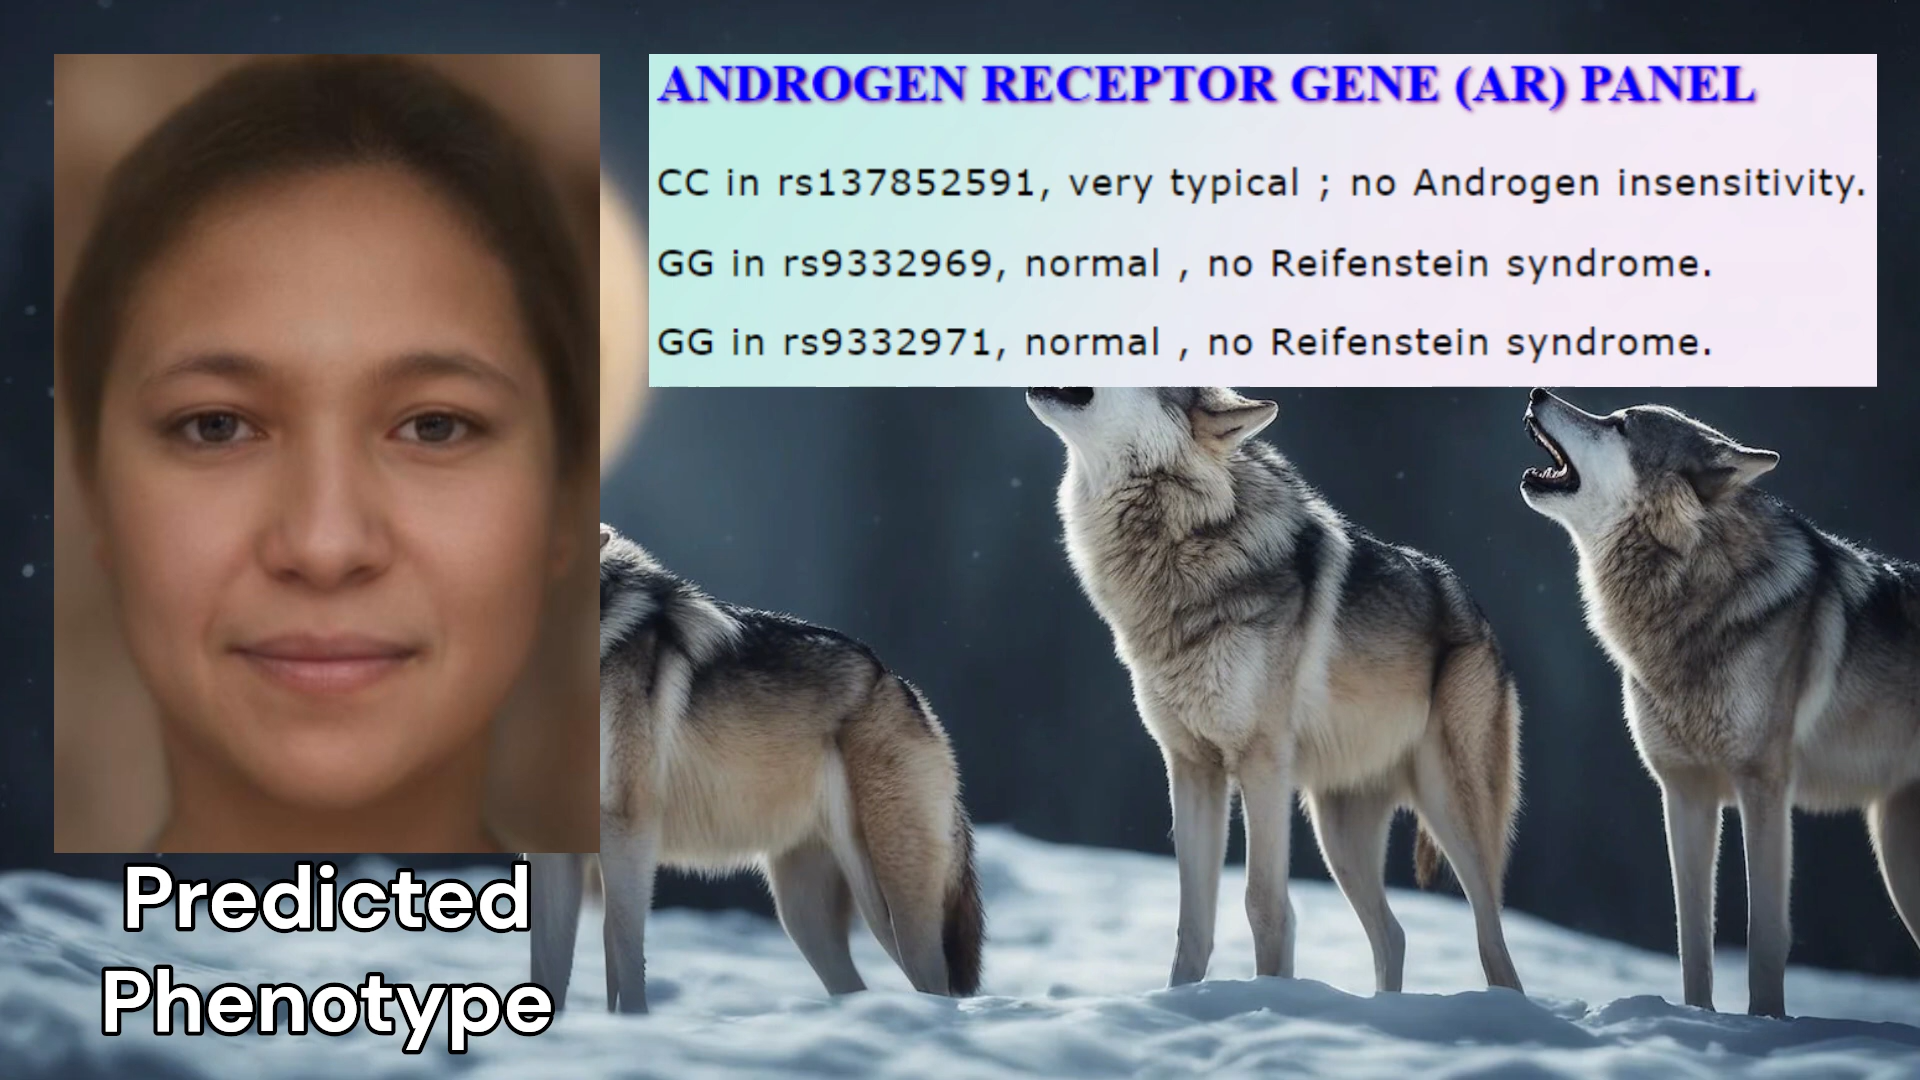 ANDROGEN RECEPTOR GENE (AR) PANEL
CC in rs137852591, very typical ; no Androgen insensitivity.
GG in rs9332969, normal , no Reifenstein syndrome.
GG in rs9332971, normal , no Reifenstein syndrome.
Predicted
Phenotype